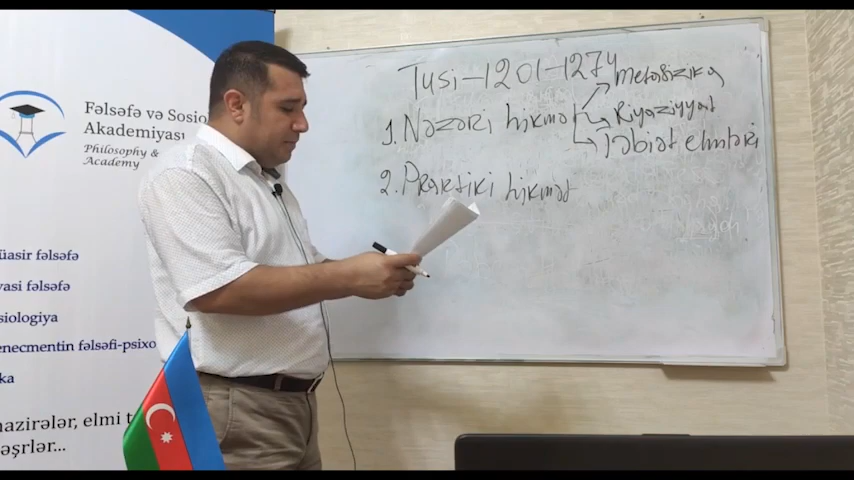 Fəlsəfə və Sosio
Akademiyası
Philosophy &
Academy
üasir fəlsəfə
yasi fəlsəfə
siologiya
enecmentin fəlsəfi-psixo
ka
nazirələr, elmi t
əşrlər...
Tusi-1201-1274
1. Nəzəri hikmət
Metafizika
Riyaziyyat
Təbiət elmləri
2. Praktiki hikmət